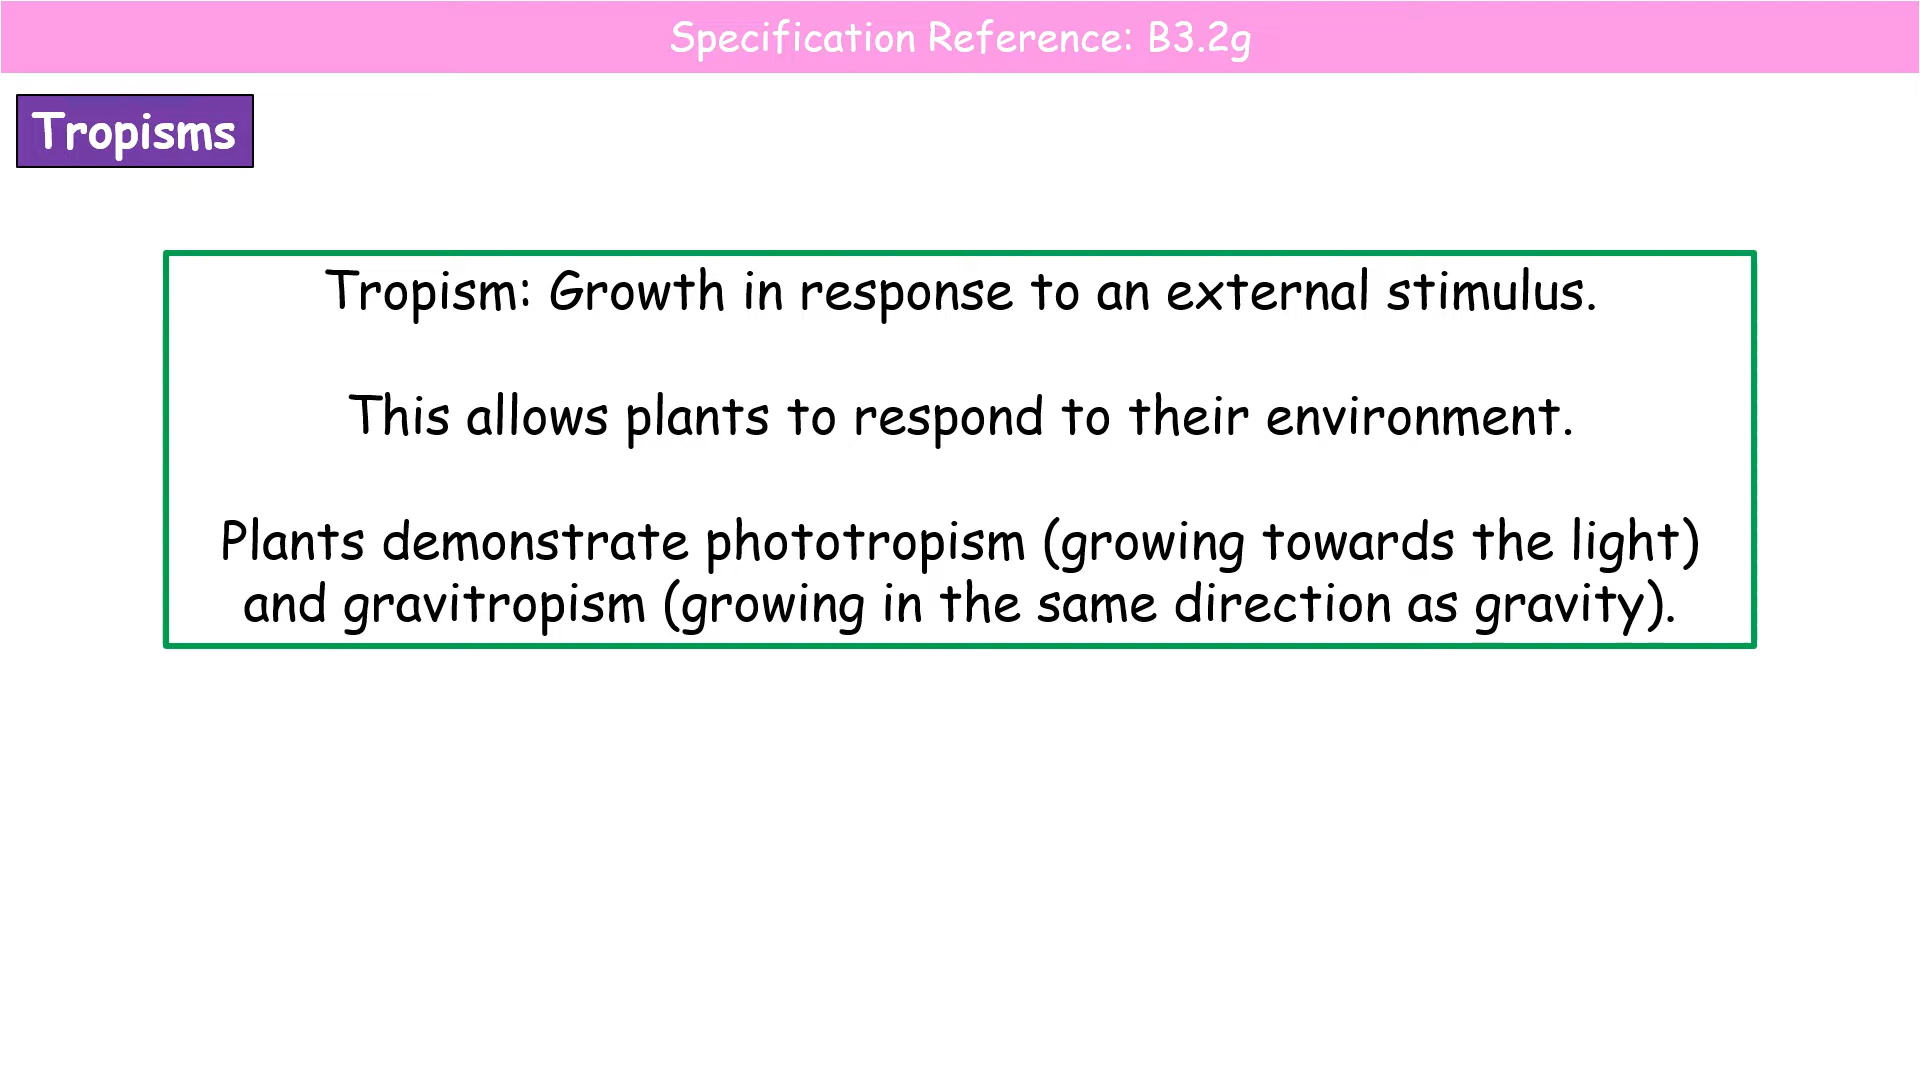 Specification Reference: B3.2g
Tropisms
Tropism: Growth in response to an external stimulus.
This allows plants to respond to their environment.
Plants demonstrate phototropism (growing towards the light)
and gravitropism (growing in the same direction as gravity).